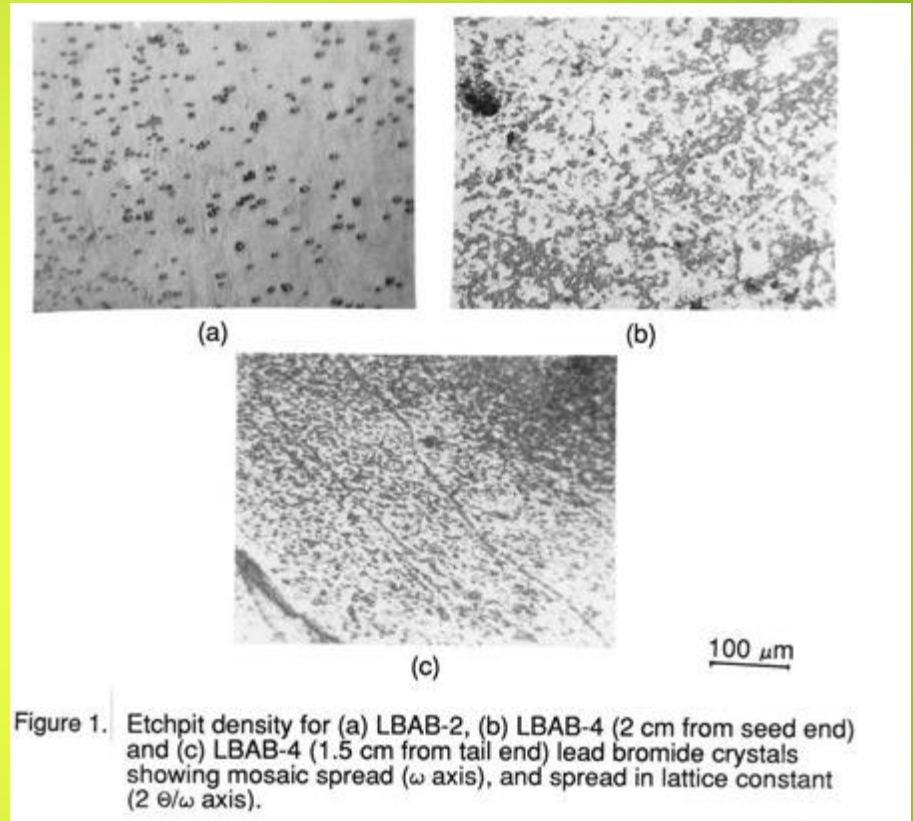 (a)
(b)
(c)
100 μm
Figure 1. Etchpit density for (a) LBAB-2, (b) LBAB-4 (2 cm from seed end)
and (c) LBAB-4 (1.5 cm from tail end) lead bromide crystals
showing mosaic spread (ω axis), and spread in lattice constant
(2 Θ/ω axis).